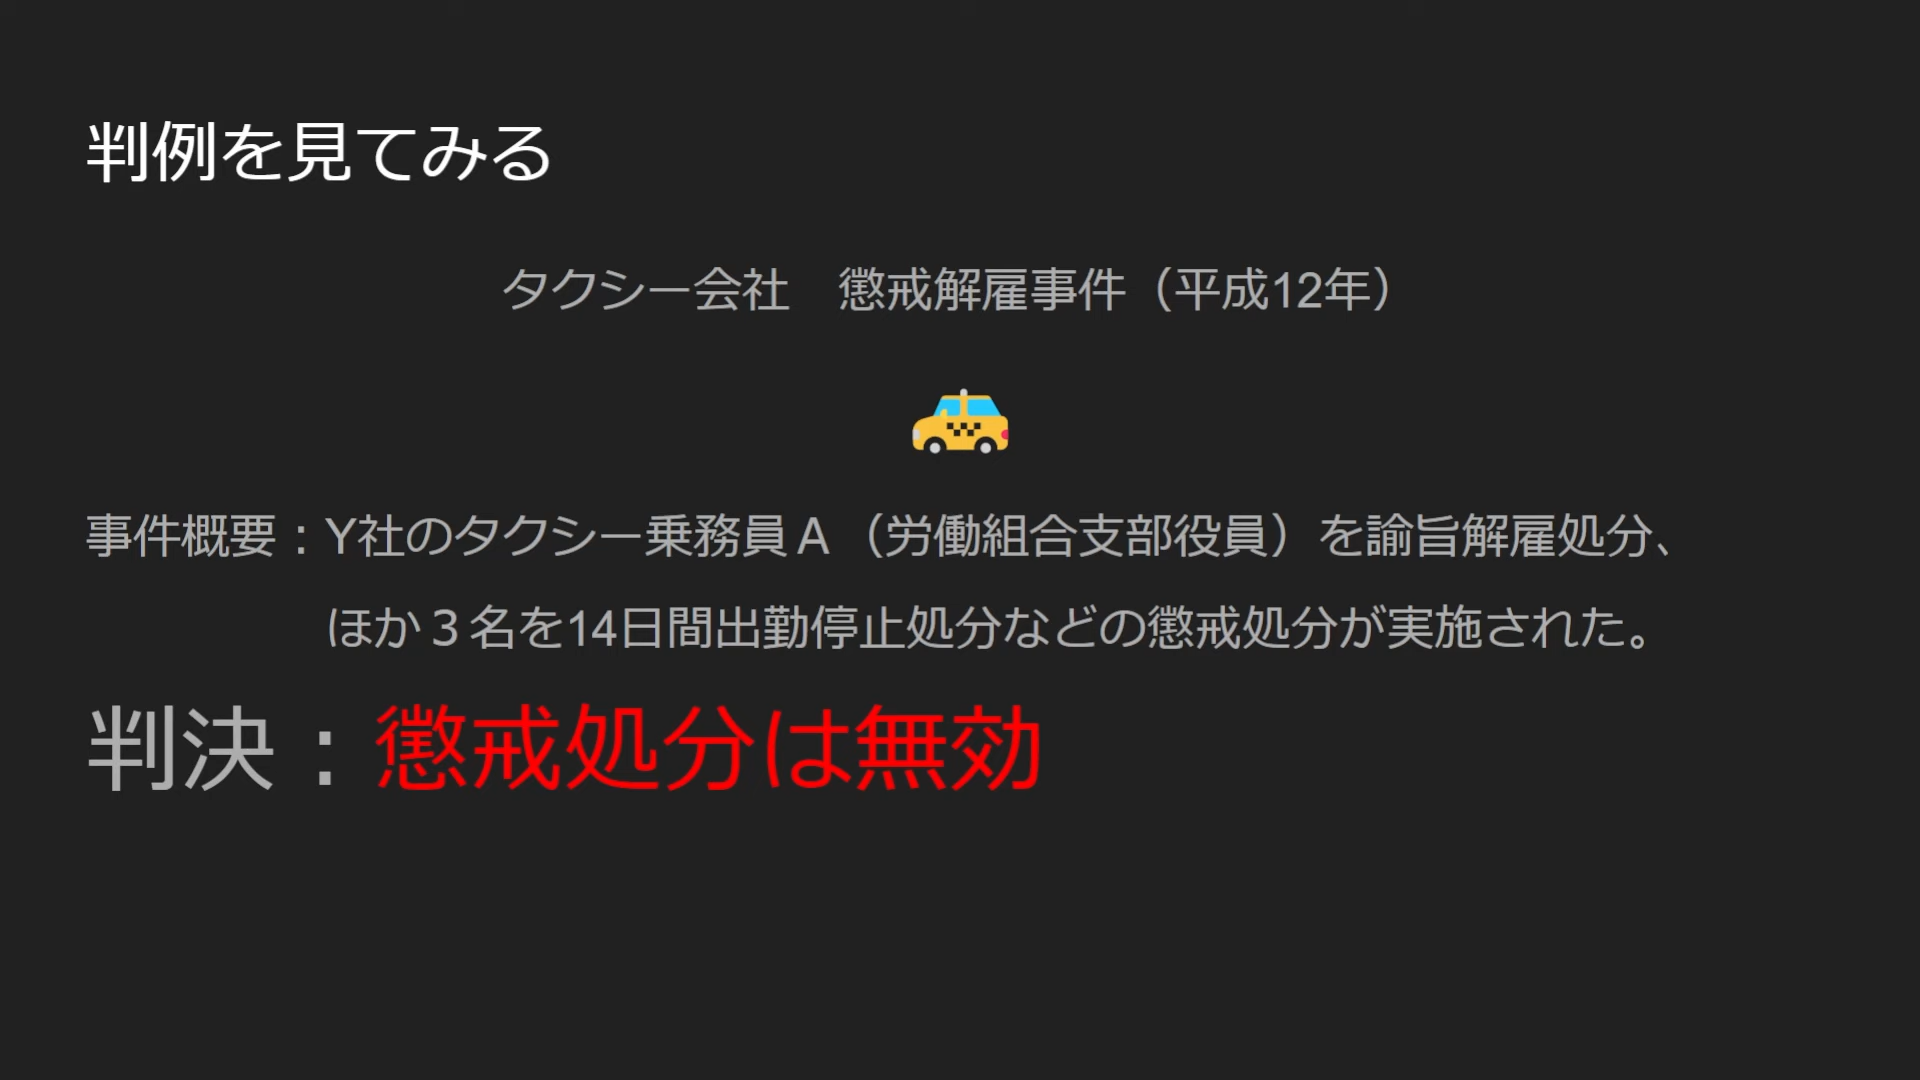 判例を見てみる
タクシー会社　懲戒解雇事件（平成12年）
事件概要：Y社のタクシー乗務員Ａ（労働組合支部役員）を諭旨解雇処分、
ほか３名を14日間出勤停止処分などの懲戒処分が実施された。
判決：懲戒処分は無効